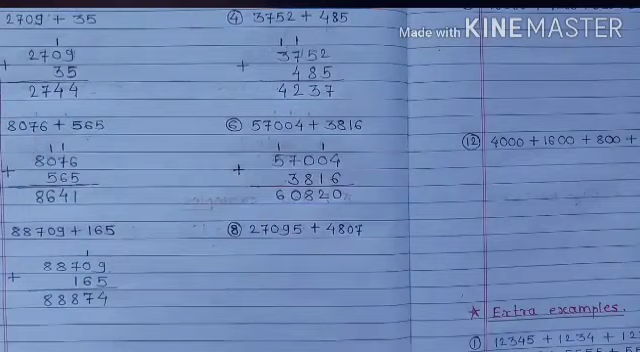 Made with KINEMASTER
2709 + 35
1
2709
+ 35
2744
④ 3752 + 485
1 1
3752
+ 485
4237
8076 + 565
1 1
8076
+ 565
8641
⑥ 57004 + 3816
1 1
57004
+ 3816
60820
88709 + 165
1
88709
+ 165
88874
⑧ 27095 + 4807
⑫ 4000 + 1600 + 800 +
* Extra examples.
① 12345 + 1234 + 12